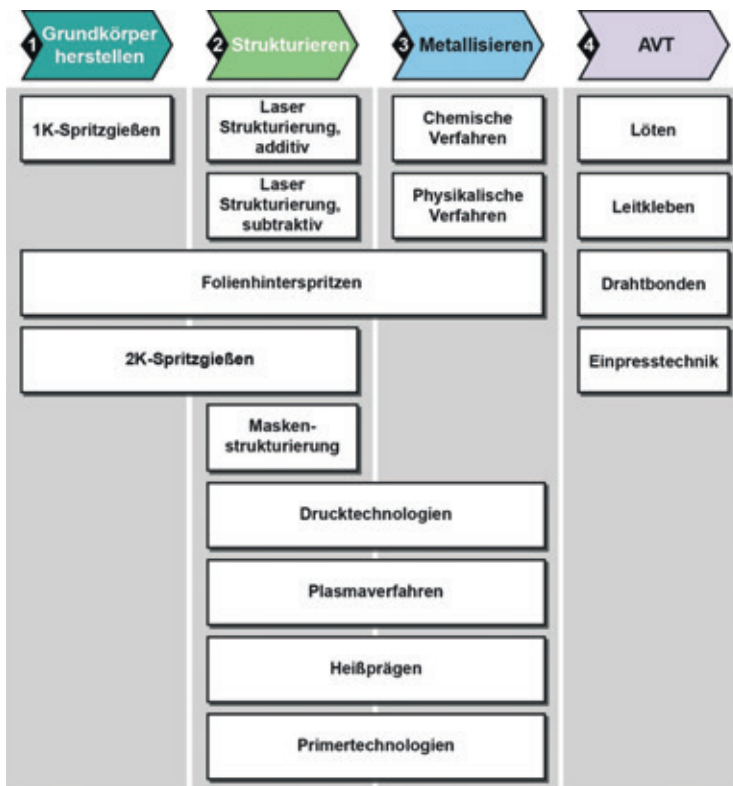 1 Grundkörper
herstellen
2 Strukturieren
3 Metallisieren
4 AVT
1K-Spritzgießen
Laser
Strukturierung,
additiv
Chemische
Verfahren
Löten
Laser
Strukturierung,
subtraktiv
Physikalische
Verfahren
Leitkleben
Folienhinterspritzen
Drahtbonden
2K-Spritzgießen
Einpresstechnik
Masken-
strukturierung
Drucktechnologien
Plasmaverfahren
Heißprägen
Primertechnologien